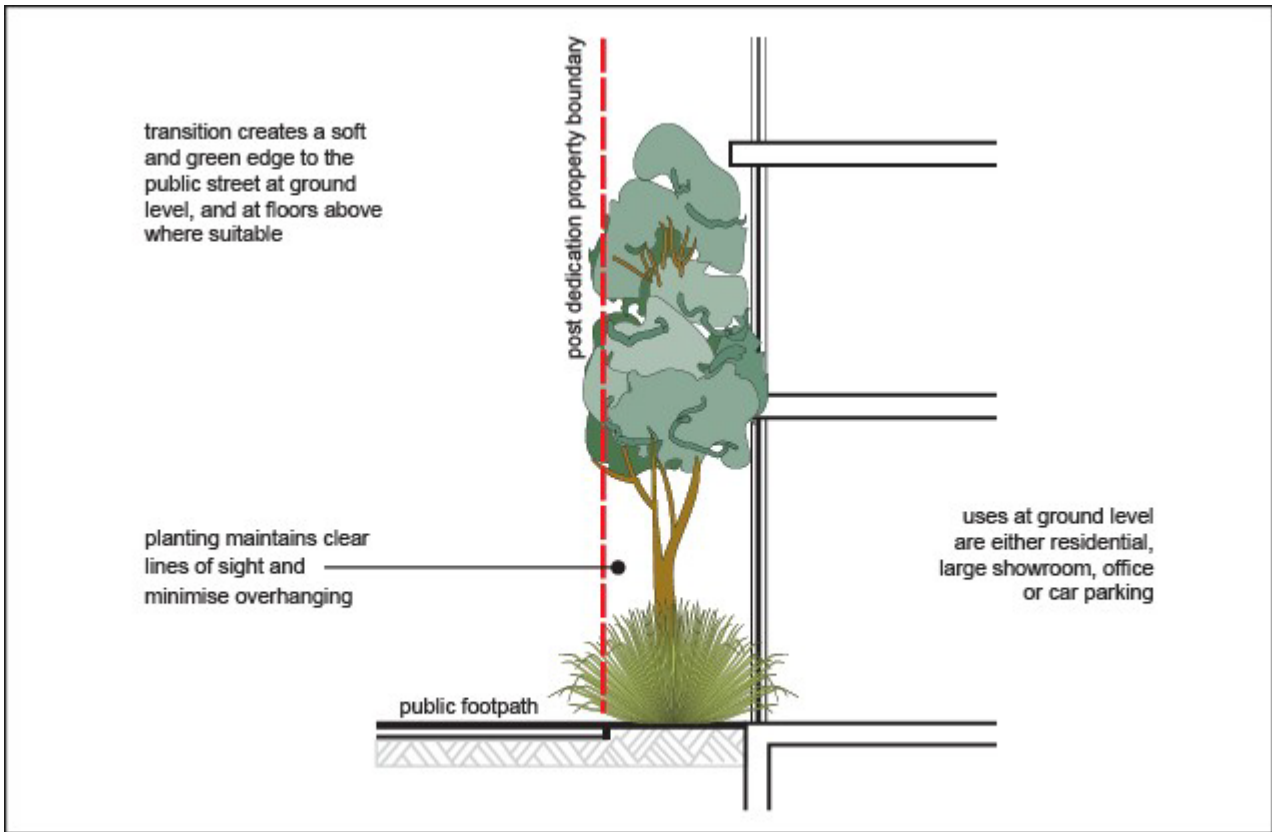 transition creates a soft
and green edge to the
public street at ground
level, and at floors above
where suitable
post dedication property boundary
planting maintains clear
lines of sight and
minimise overhanging
uses at ground level
are either residential,
large showroom, office
or car parking
public footpath